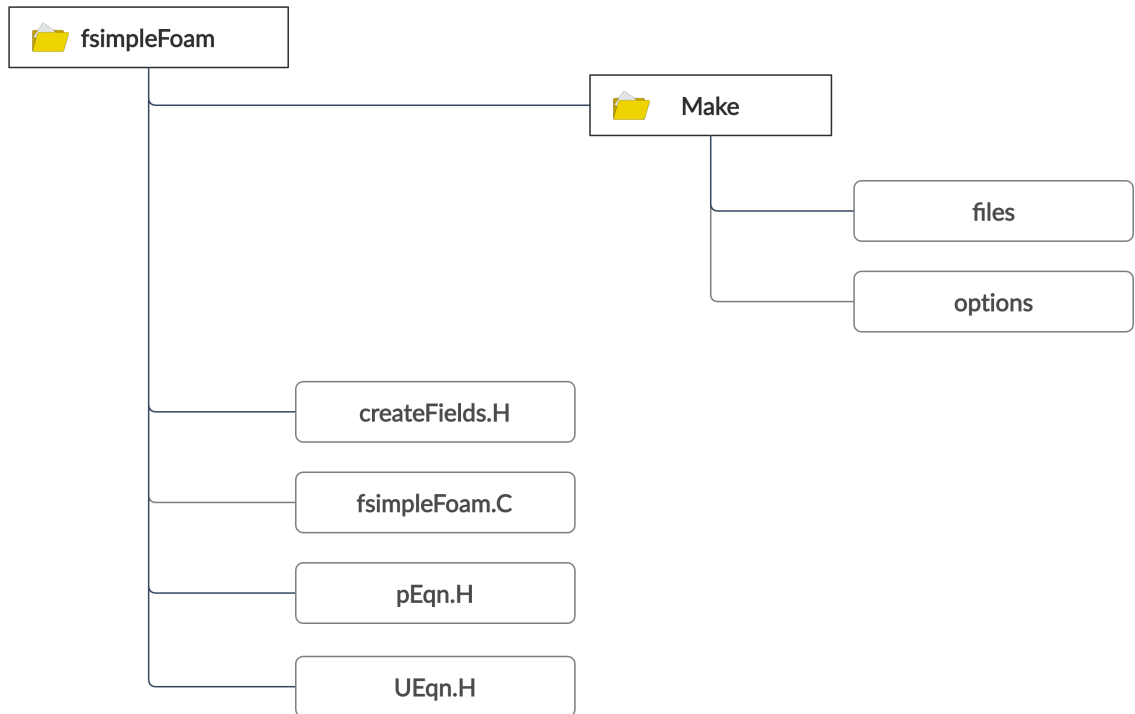 fsimpleFoam
Make
files
options
createFields.H
fsimpleFoam.C
pEqn.H
UEqn.H